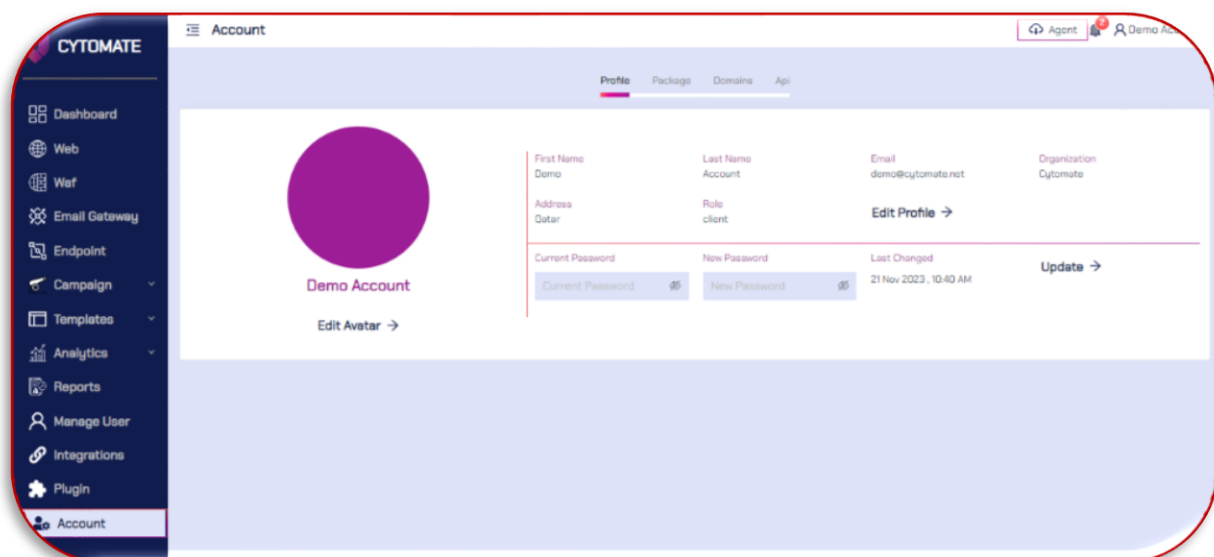 CYTOMATE
Account
Agent
2
Demo
Profile Package Domains Api
Dashboard
Web
Waf
Email Gateway
Endpoint
Campaign
Templates
Analytics
Reports
Manage User
Integrations
Plugin
Account
Demo Account
Edit Avatar →
First Name Last Name Email Organization
Demo Account demo@cytomate.net Cytomate
Address Role
Qatar client Edit Profile →
Current Password New Password Last Changed
Current Password New Password 21 Nov 2023 , 10:40 AM Update →